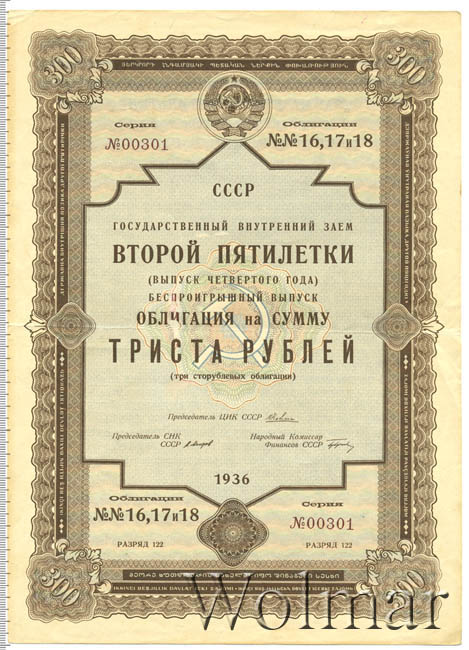 300
300
Серия
Облигации
№00301
№№16,17и18
СССР
ГОСУДАРСТВЕННЫЙ ВНУТРЕННИЙ ЗАЕМ
ВТОРОЙ ПЯТИЛЕТКИ
(ВЫПУСК ЧЕТВЕРТОГО ГОДА)
БЕСПРОИГРЫШНЫЙ ВЫПУСК
ОБЛИГАЦИЯ на СУММУ
ТРИСТА РУБЛЕЙ
(три сторублевых облигации)
Председатель ЦИК СССР
Председатель СНК
СССР
Народный Комиссар
Финансов СССР
1936
Облигации
Серия
№№16,17и18
№00301
РАЗРЯД 122
РАЗРЯД 122
300
300
Wolmar